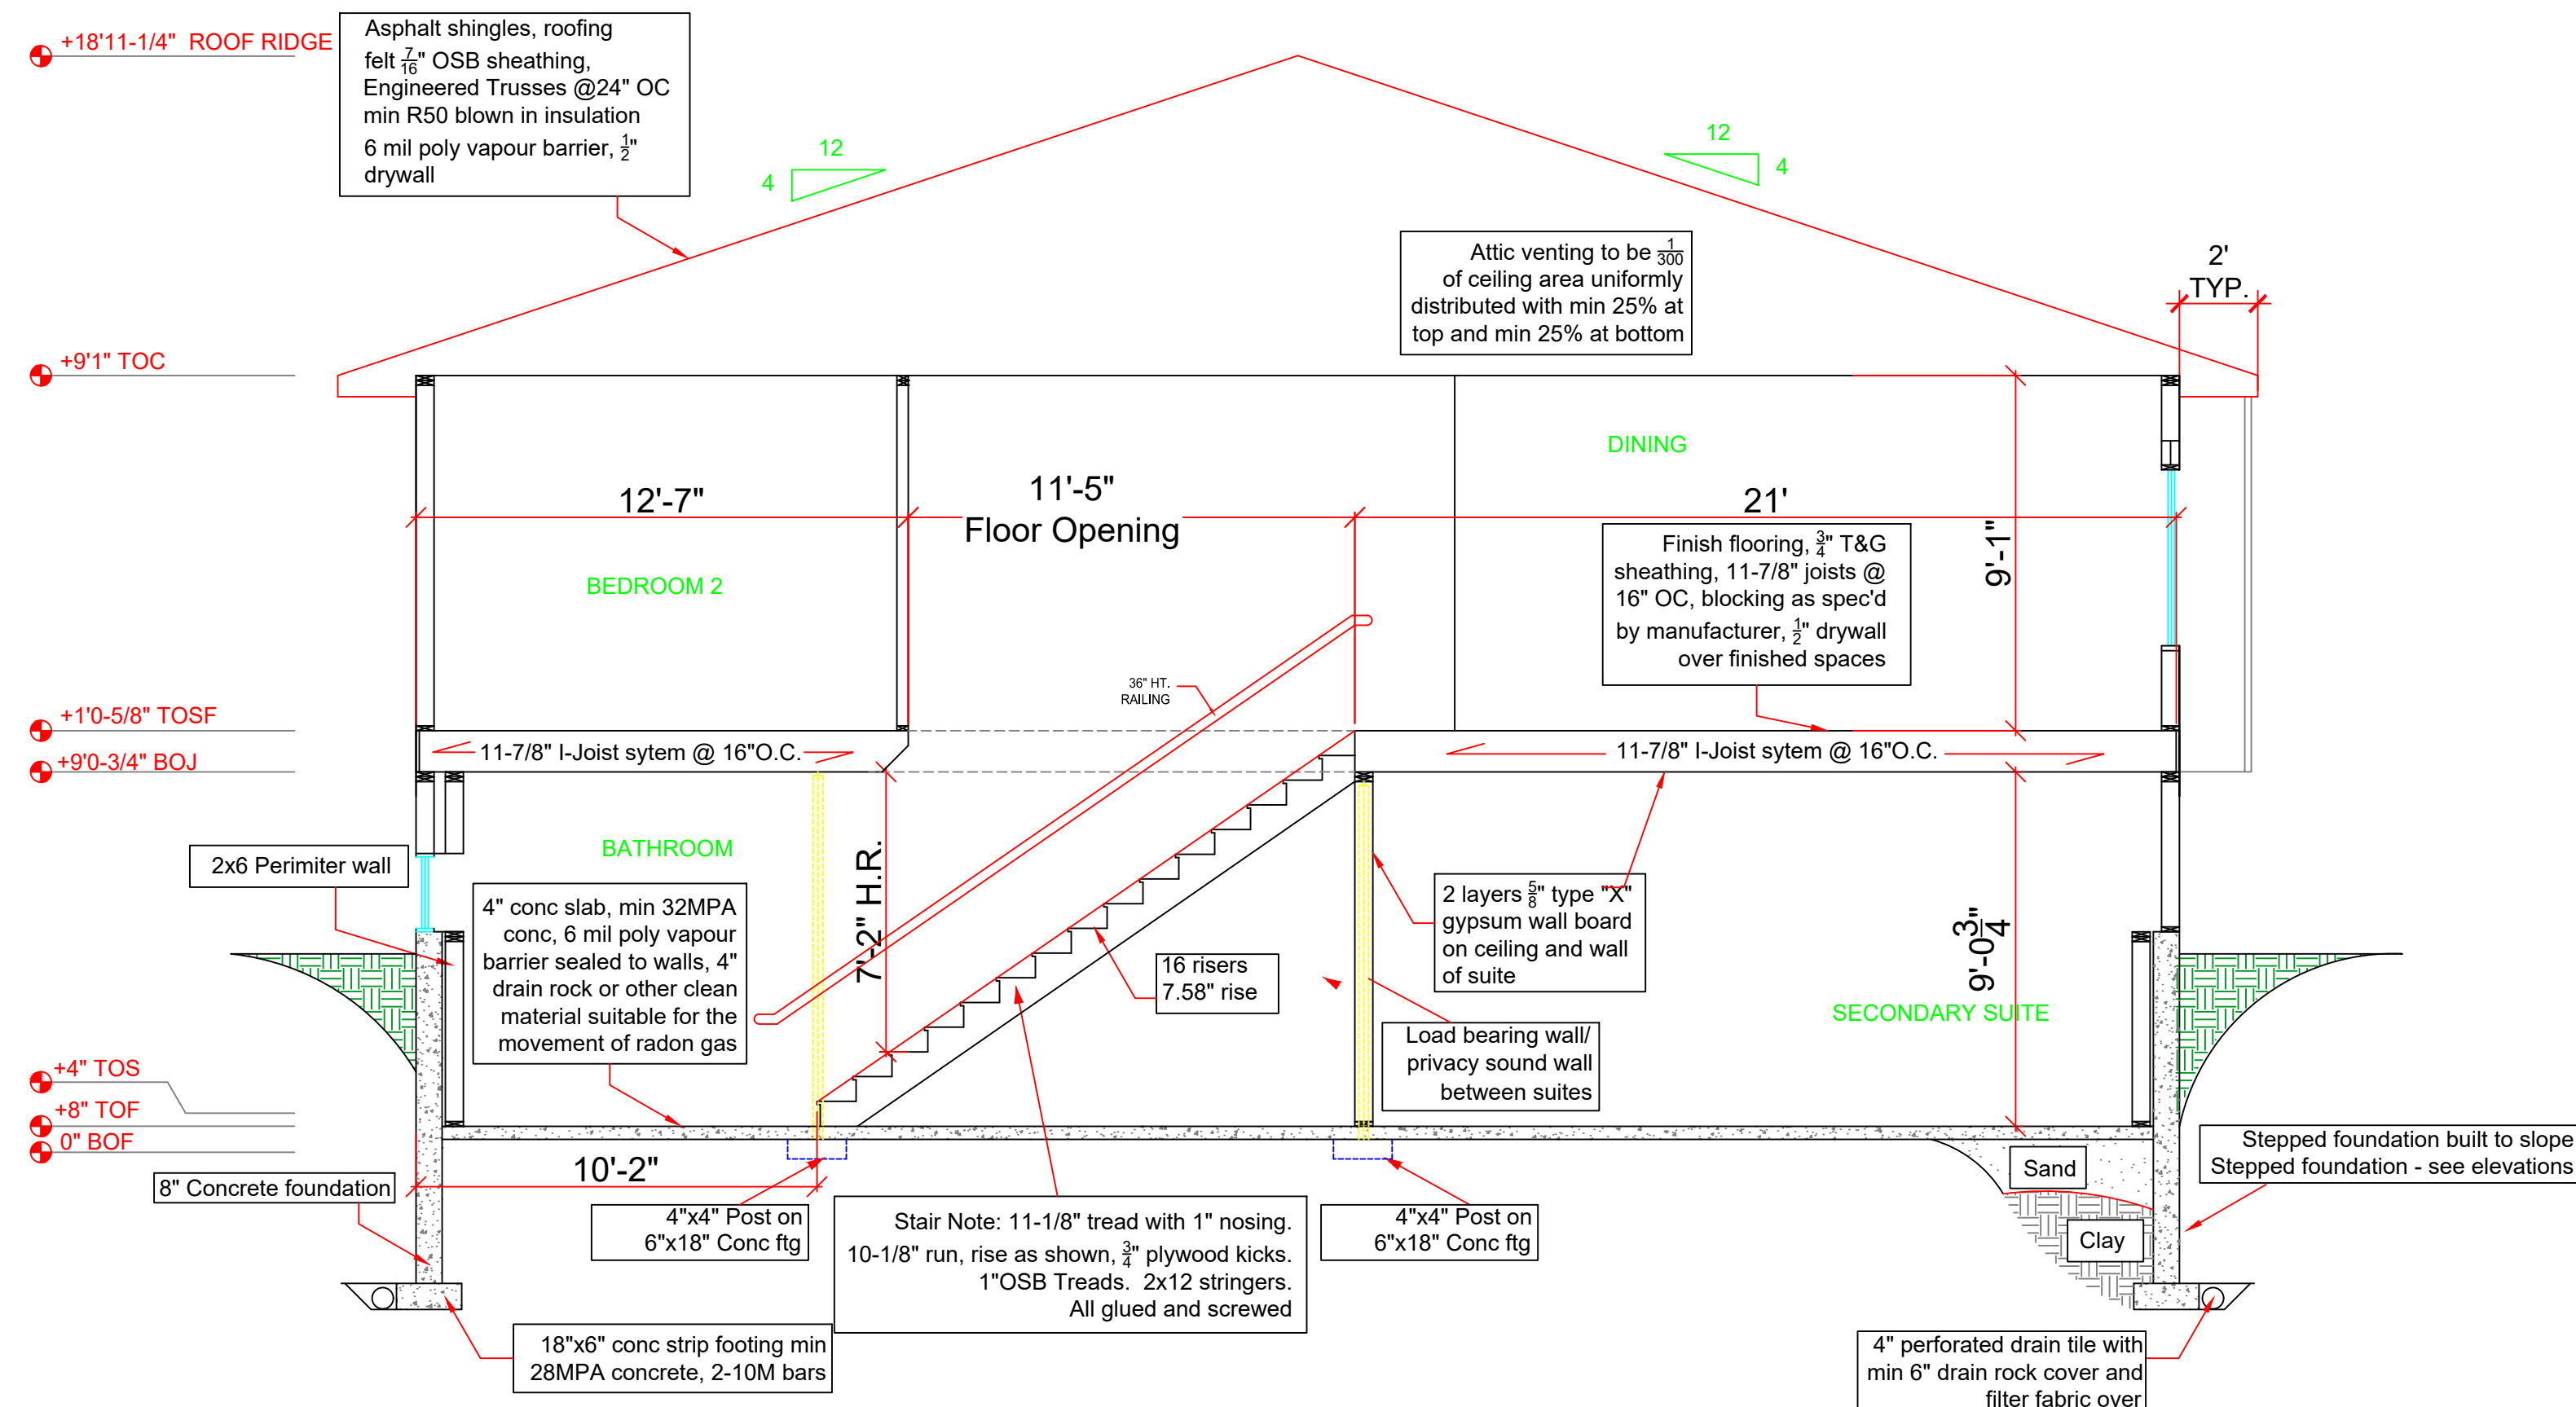 +18'11-1/4" ROOF RIDGE
Asphalt shingles, roofing
felt 7/16" OSB sheathing,
Engineered Trusses @24" OC
min R50 blown in insulation
6 mil poly vapour barrier, 1/2"
drywall
12
4
12
4
Attic venting to be 1/300
of ceiling area uniformly
distributed with min 25% at
top and min 25% at bottom
2'
TYP.
+9'1" TOC
DINING
12'-7"
11'-5"
Floor Opening
21'
9'-1"
BEDROOM 2
Finish flooring, 3/4" T&G
sheathing, 11-7/8" joists @
16" OC, blocking as spec'd
by manufacturer, 1/2" drywall
over finished spaces
36" HT.
RAILING
+1'0-5/8" TOSF
+9'0-3/4" BOJ
11-7/8" I-Joist sytem @ 16"O.C.
11-7/8" I-Joist sytem @ 16"O.C.
BATHROOM
7'-2" H.R.
2x6 Perimiter wall
4" conc slab, min 32MPA
conc, 6 mil poly vapour
barrier sealed to walls, 4"
drain rock or other clean
material suitable for the
movement of radon gas
2 layers 5/8" type "X"
gypsum wall board
on ceiling and wall
of suite
16 risers
7.58" rise
9'-0 3/4"
SECONDARY SUITE
Load bearing wall/
privacy sound wall
between suites
+4" TOS
+8" TOF
0" BOF
10'-2"
8" Concrete foundation
4"x4" Post on
6"x18" Conc ftg
Stair Note: 11-1/8" tread with 1" nosing.
10-1/8" run, rise as shown, 3/4" plywood kicks.
1"OSB Treads. 2x12 stringers.
All glued and screwed
4"x4" Post on
6"x18" Conc ftg
Sand
Clay
Stepped foundation built to slope
Stepped foundation - see elevations
18"x6" conc strip footing min
28MPA concrete, 2-10M bars
4" perforated drain tile with
min 6" drain rock cover and
filter fabric over